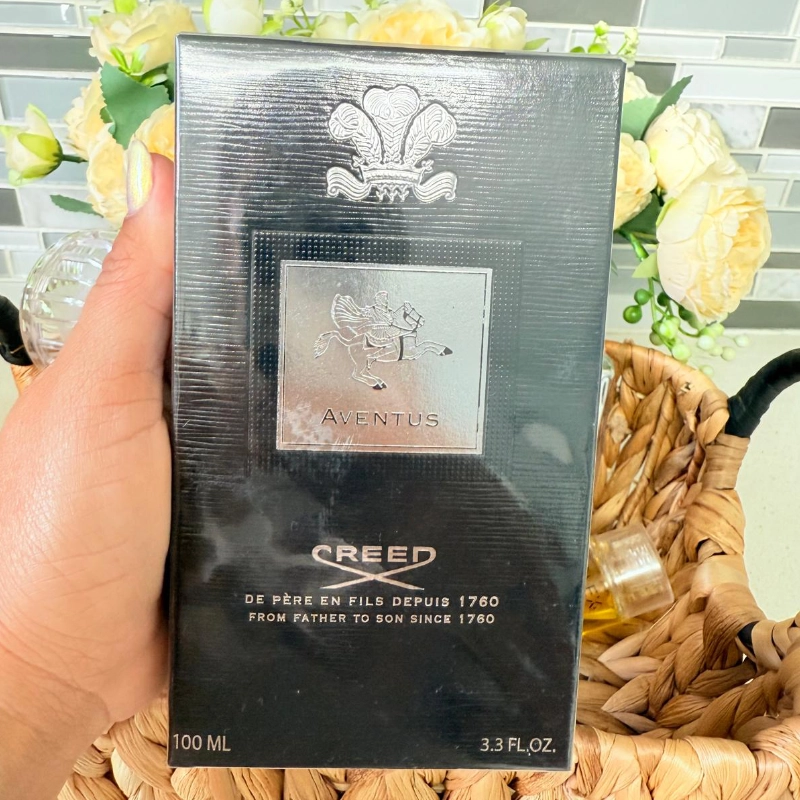 AVENTUS
CREED
DE PÈRE EN FILS DEPUIS 1760
FROM FATHER TO SON SINCE 1760
100 ML
3.3 FL.OZ.